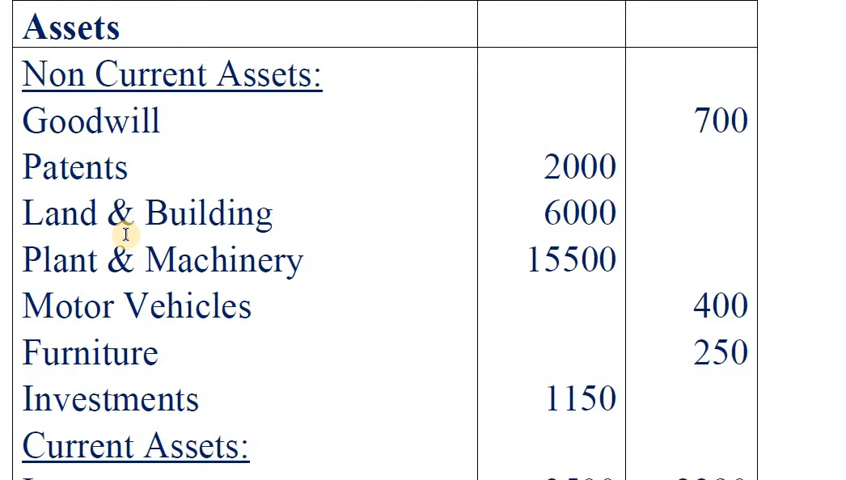 Assets
Non Current Assets:
Goodwill 700
Patents 2000
Land & Building 6000
Plant & Machinery 15500
Motor Vehicles 400
Furniture 250
Investments 1150
Current Assets: